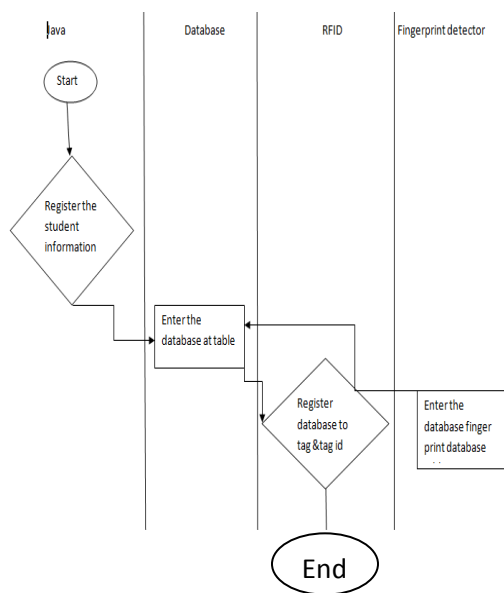 Java
Database
RFID
Fingerprint detector
Start
Register the
student
information
Enter the
database at table
Register
database to
tag&tag id
Enter the
database finger
print database
End